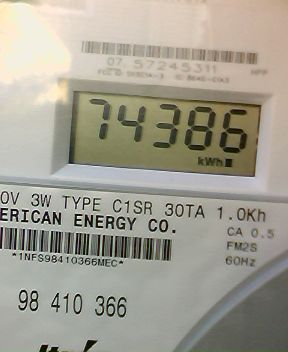 07 57245311
74386
kWh
0V 3W TYPE C1SR 30TA 1.0Kh
ERICAN ENERGY CO.
CA 0.5
FM2S
*1NFS98410366MEC*
60Hz
98 410 366